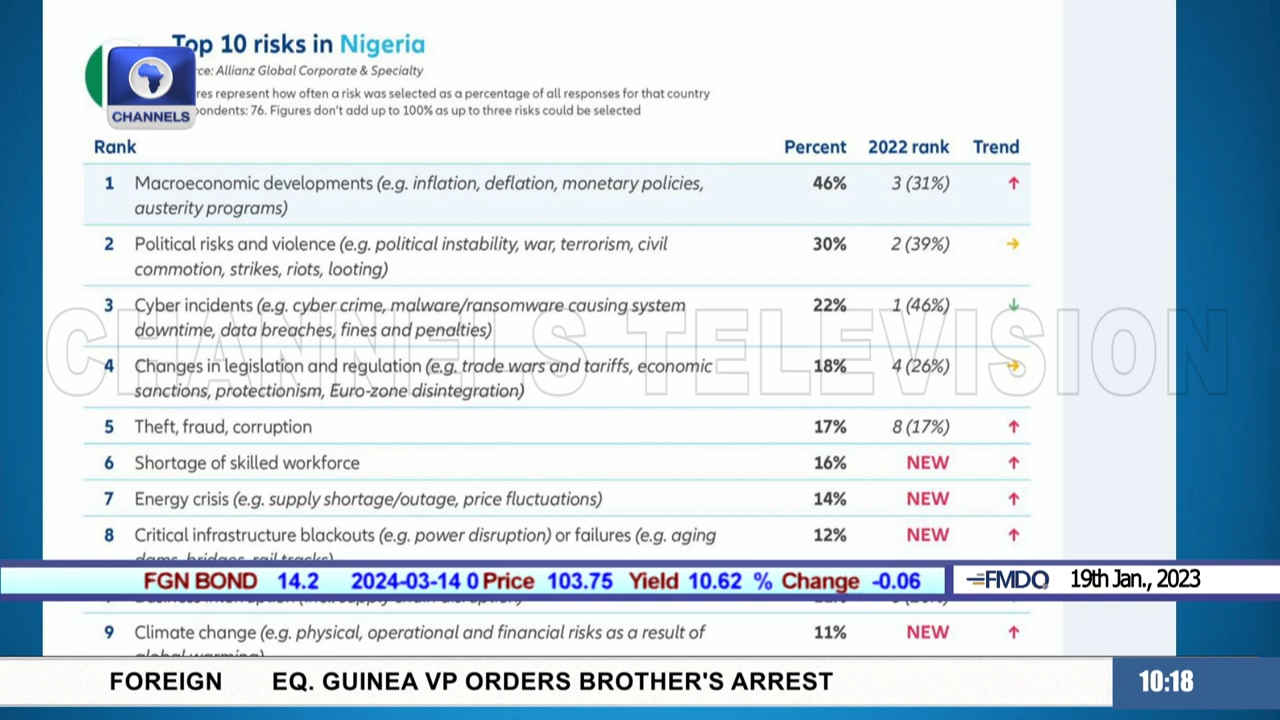 Top 10 risks in Nigeria
ce: Allianz Global Corporate & Specialty
res represent how often a risk was selected as a percentage of all responses for that country
pondents: 76. Figures don't add up to 100% as up to three risks could be selected
CHANNELS
Rank Percent 2022 rank Trend
1 Macroeconomic developments (e.g. inflation, deflation, monetary policies, 46% 3 (31%) ↑
austerity programs)
2 Political risks and violence (e.g. political instability, war, terrorism, civil 30% 2 (39%) →
commotion, strikes, riots, looting)
3 Cyber incidents (e.g. cyber crime, malware/ransomware causing system 22% 1 (46%) ↓
downtime, data breaches, fines and penalties)
CHANNELS TELEVISION
4 Changes in legislation and regulation (e.g. trade wars and tariffs, economic 18% 4 (26%) →
sanctions, protectionism, Euro-zone disintegration)
5 Theft, fraud, corruption 17% 8 (17%) ↑
6 Shortage of skilled workforce 16% NEW ↑
7 Energy crisis (e.g. supply shortage/outage, price fluctuations) 14% NEW ↑
8 Critical infrastructure blackouts (e.g. power disruption) or failures (e.g. aging 12% NEW ↑
dams, bridges, rail tracks)
FGN BOND 14.2 2024-03-14 0 Price 103.75 Yield 10.62 % Change -0.06
FMDQ 19th Jan., 2023
9 Climate change (e.g. physical, operational and financial risks as a result of 11% NEW ↑
global warming)
FOREIGN EQ. GUINEA VP ORDERS BROTHER'S ARREST
10:18